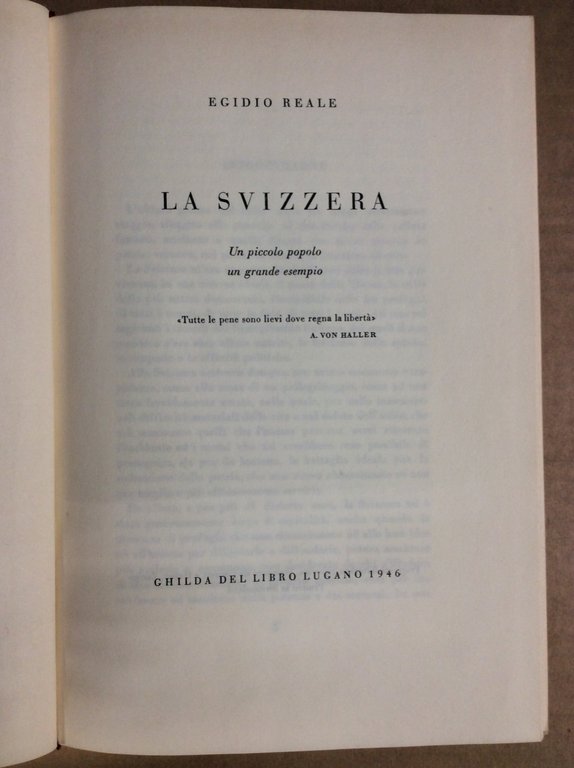 EGIDIO REALE
LA SVIZZERA
Un piccolo popolo
un grande esempio
«Tutte le pene sono lievi dove regna la libertà»
A. VON HALLER
GHILDA DEL LIBRO LUGANO 1946